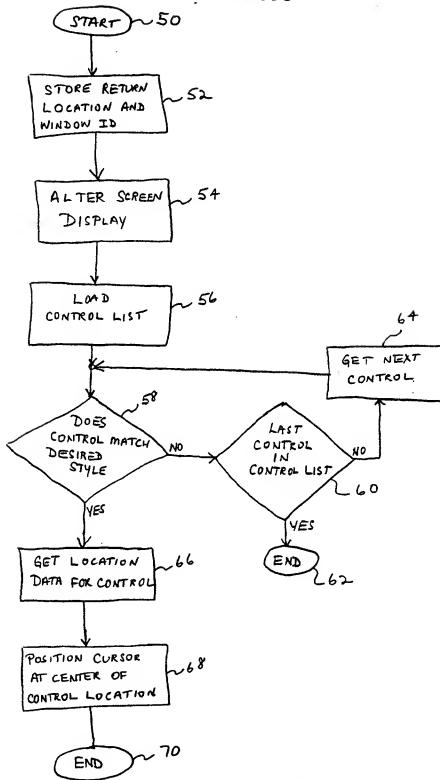 START
50
STORE RETURN
LOCATION AND
WINDOW ID
52
ALTER SCREEN
DISPLAY
54
LOAD
CONTROL LIST
56
64
GET NEXT
CONTROL
58
DOES
CONTROL MATCH
DESIRED
STYLE
NO
LAST
CONTROL
IN
CONTROL LIST
NO
60
YES
YES
END
62
GET LOCATION
DATA FOR CONTROL
66
POSITION CURSOR
AT CENTER OF
CONTROL LOCATION
68
END
70